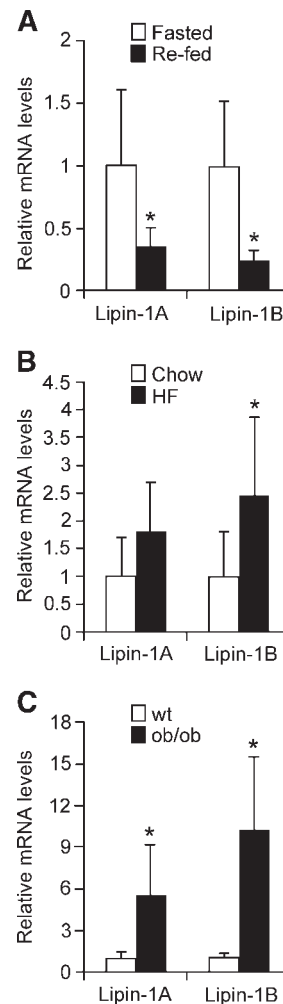 A
Fasted
Re-fed
Relative mRNA levels
2
1.5
1
0.5
0
*
*
Lipin-1A Lipin-1B
B
Chow
HF
Relative mRNA levels
4.5
4
3.5
3
2.5
2
1.5
1
0.5
0
*
Lipin-1A Lipin-1B
C
wt
ob/ob
Relative mRNA levels
18
15
12
9
6
3
0
*
*
Lipin-1A Lipin-1B